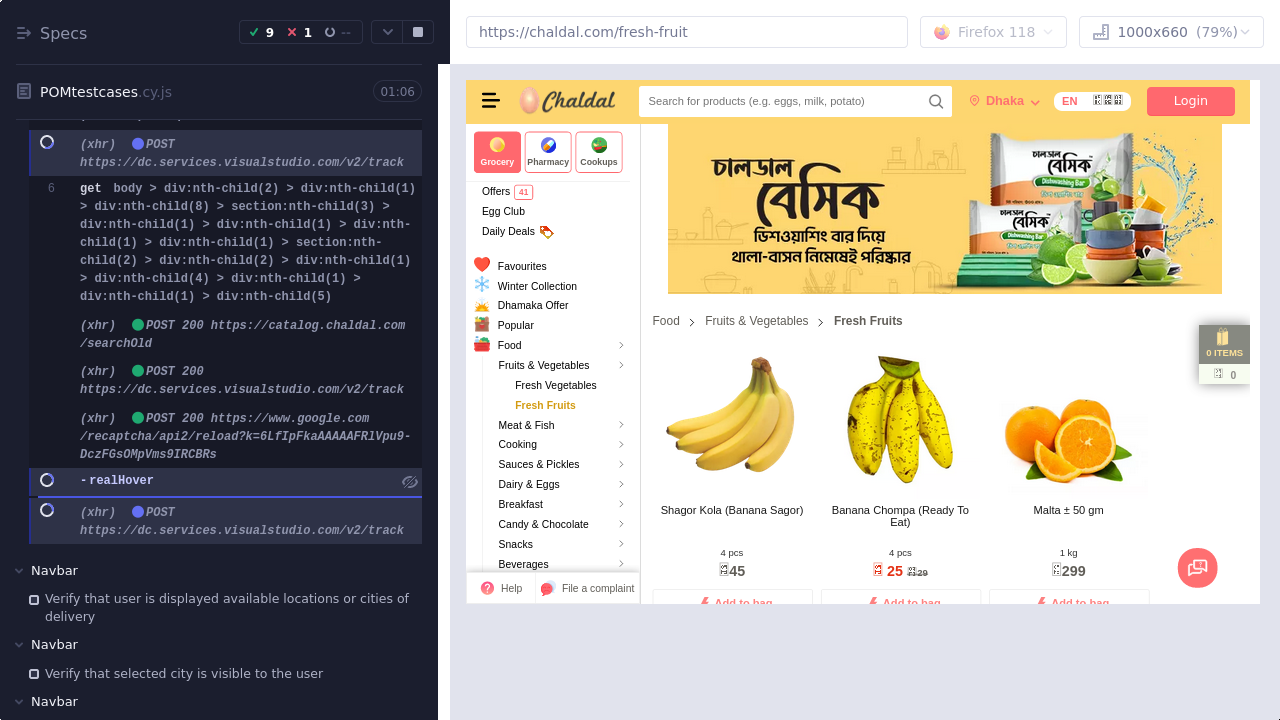 Specs
9
1
--
https://chaldal.com/fresh-fruit
Firefox 118
1000x660 (79%)
POMtestcases.cy.js
01:06
(xhr) POST
https://dc.services.visualstudio.com/v2/track
6 get body > div:nth-child(2) > div:nth-child(1)
> div:nth-child(8) > section:nth-child(3) >
div:nth-child(1) > div:nth-child(1) > div:nth-
child(1) > div:nth-child(1) > section:nth-
child(2) > div:nth-child(2) > div:nth-child(1)
> div:nth-child(4) > div:nth-child(1) >
div:nth-child(1) > div:nth-child(5)
(xhr) POST 200 https://catalog.chaldal.com
/searchOld
(xhr) POST 200
https://dc.services.visualstudio.com/v2/track
(xhr) POST 200 https://www.google.com
/recaptcha/api2/reload?k=6LfIpFkaAAAAAFRlVpu9-
DczFGsOMpVms9IRCBRs
-realHover
(xhr) POST
https://dc.services.visualstudio.com/v2/track
Navbar
Verify that user is displayed available locations or cities of
delivery
Navbar
Verify that selected city is visible to the user
Navbar
Chaldal
Search for products (e.g. eggs, milk, potato)
Dhaka
EN
Login
Grocery
Pharmacy
Cookups
Offers 41
Egg Club
Daily Deals
Favourites
Winter Collection
Dhamaka Offer
Popular
Food
Fruits & Vegetables
Fresh Vegetables
Fresh Fruits
Meat & Fish
Cooking
Sauces & Pickles
Dairy & Eggs
Breakfast
Candy & Chocolate
Snacks
Beverages
Help
File a complaint
চালডাল
বেসিক
ডিশওয়াশিং বার দিয়ে
থালা-বাসন নিমেষেই পরিষ্কার
চালডাল
বেসিক
Dishwashing Bar
চালডাল
বেসিক
Dishwashing Bar
Food > Fruits & Vegetables > Fresh Fruits
0 ITEMS
0
Shagor Kola (Banana Sagor)
4 pcs
45
Add to bag
Banana Chompa (Ready To
Eat)
4 pcs
25 29
Add to bag
Malta ± 50 gm
1 kg
299
Add to bag